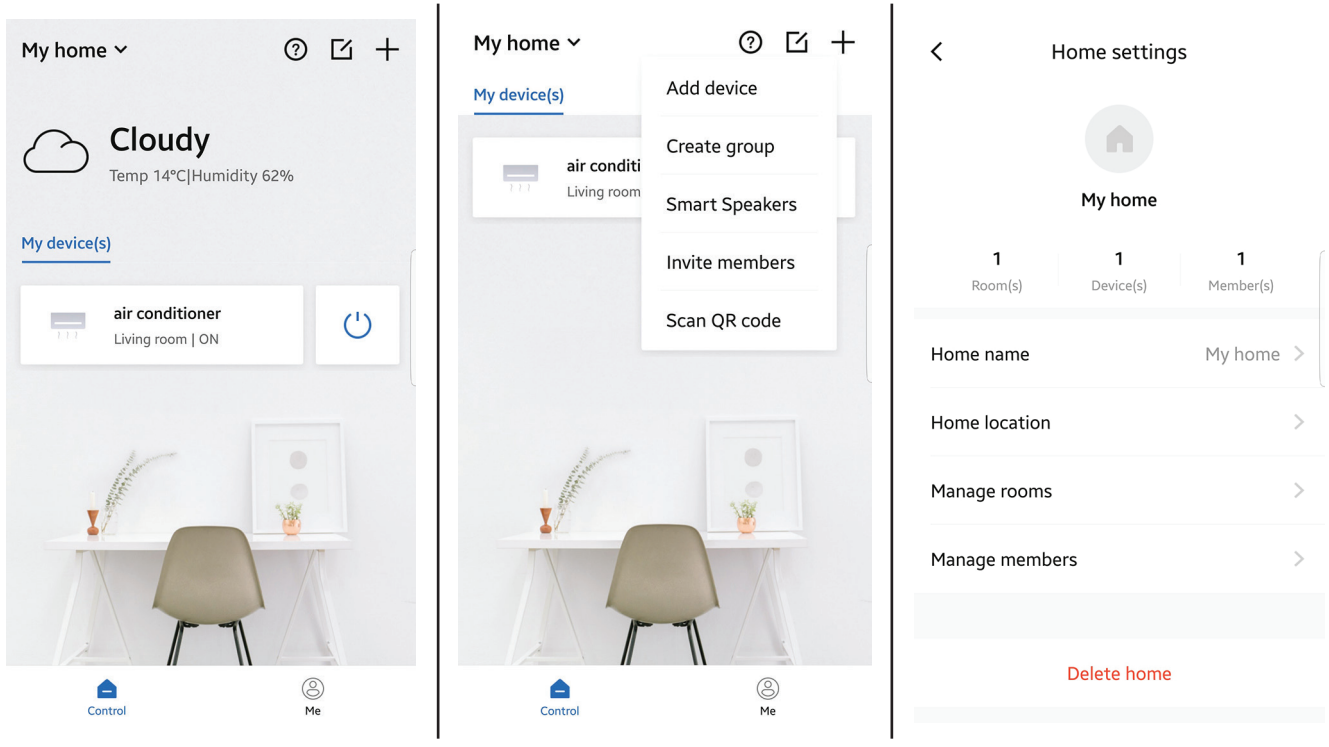 My home
Cloudy
Temp 14°C|Humidity 62%
My device(s)
air conditioner
Living room | ON
Control
Me
My home
My device(s)
air conditi
Living room
Add device
Create group
Smart Speakers
Invite members
Scan QR code
Control
Me
Home settings
My home
1
Room(s)
1
Device(s)
1
Member(s)
Home name
My home
Home location
Manage rooms
Manage members
Delete home